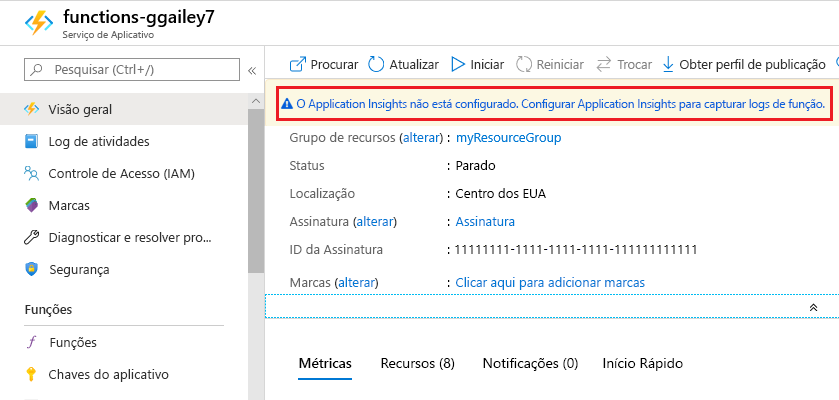 functions-ggailey7
Serviço de Aplicativo
Pesquisar (Ctrl+/)
«
Visão geral
Log de atividades
Controle de Acesso (IAM)
Marcas
Diagnosticar e resolver pro...
Segurança
Funções
Funções
Chaves do aplicativo
Procurar Atualizar Iniciar Reiniciar Trocar Obter perfil de publicação
O Application Insights não está configurado. Configurar Application Insights para capturar logs de função.
Grupo de recursos (alterar) : myResourceGroup
Status : Parado
Localização : Centro dos EUA
Assinatura (alterar) : Assinatura
ID da Assinatura : 11111111-1111-1111-1111-111111111111
Marcas (alterar) : Clicar aqui para adicionar marcas
Métricas Recursos (8) Notificações (0) Início Rápido